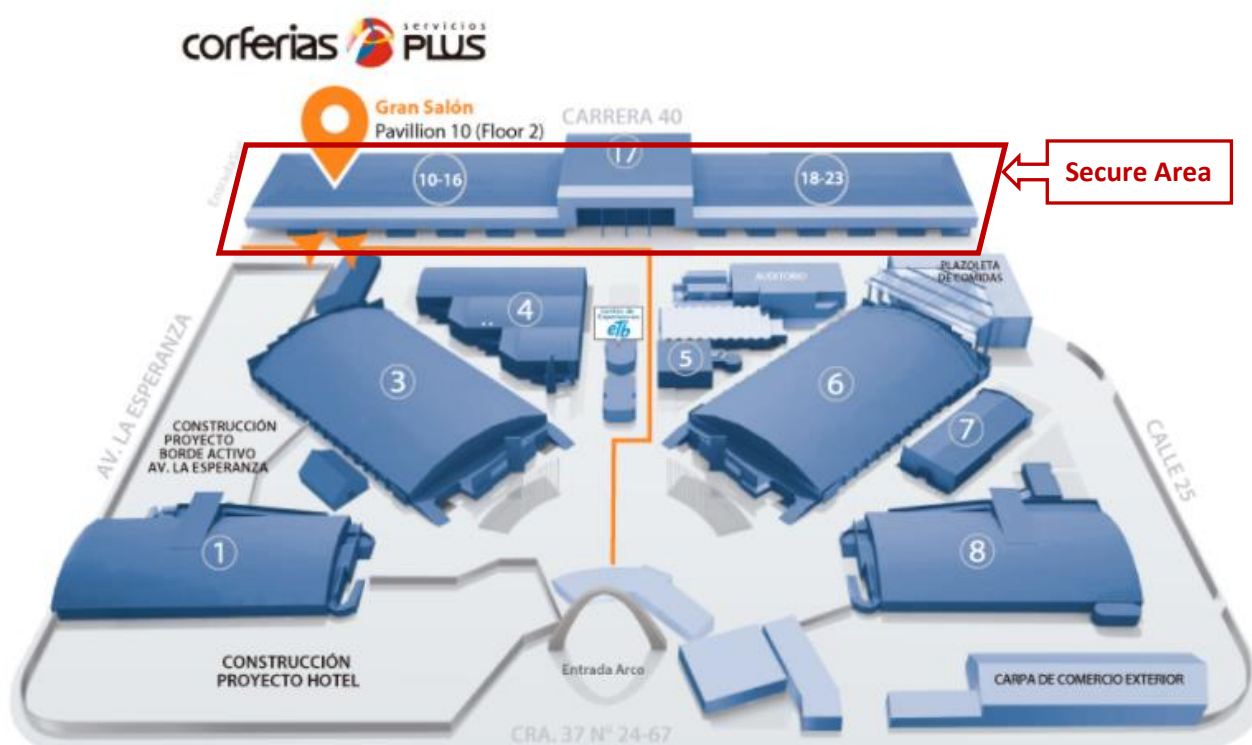 corferias
servicios
PLUS
Gran Salón
Pavillion 10 (Floor 2)
CARRERA 40
Secure Area
17
10-16
18-23
Entradas
AUDITORIO
PLAZOLETA
DE COMIDAS
4
etb
5
3
6
7
AV. LA ESPERANZA
CALLE 25
CONSTRUCCIÓN
PROYECTO
BORDE ACTIVO
AV. LA ESPERANZA
1
8
Entrada Arco
CONSTRUCCIÓN
PROYECTO HOTEL
CARPA DE COMERCIO EXTERIOR
CRA. 37 N° 24-67